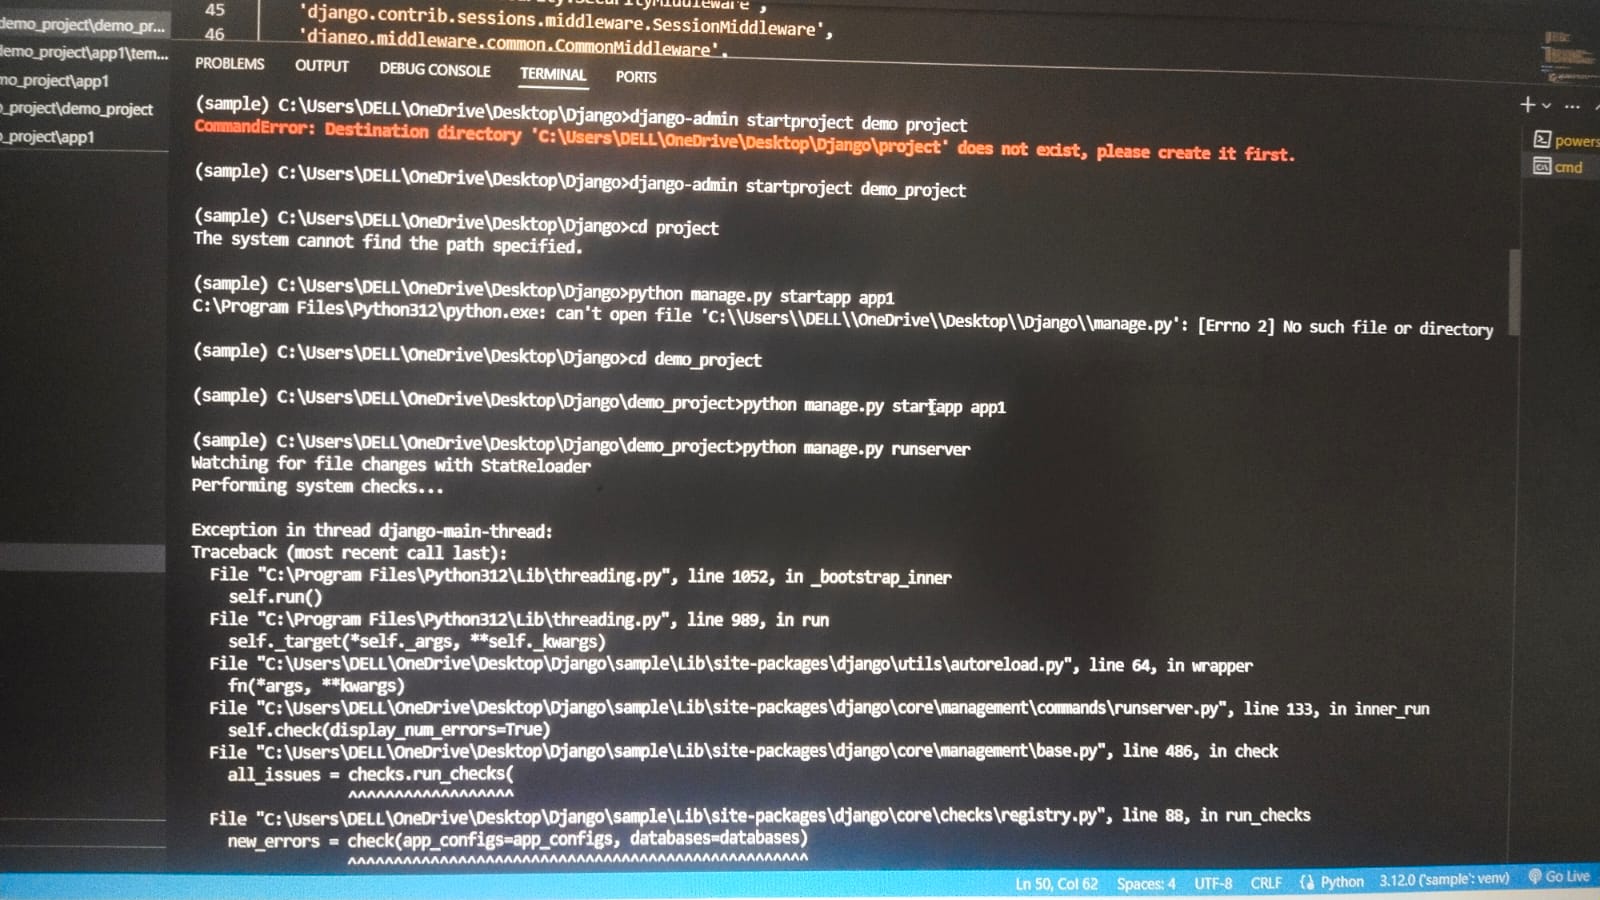 demo_project\demo_pr...
demo_project\app1\tem...
mo_project\app1
_project\demo_project
_project\app1
45
'django.contrib.sessions.middleware.SessionMiddleware',
46
'django.middleware.common.CommonMiddleware',
PROBLEMS OUTPUT DEBUG CONSOLE TERMINAL PORTS
powers
cmd
(sample) C:\Users\DELL\OneDrive\Desktop\Django>django-admin startproject demo project
CommandError: Destination directory 'C:\Users\DELL\OneDrive\Desktop\Django\project' does not exist, please create it first.
(sample) C:\Users\DELL\OneDrive\Desktop\Django>django-admin startproject demo_project
(sample) C:\Users\DELL\OneDrive\Desktop\Django>cd project
The system cannot find the path specified.
(sample) C:\Users\DELL\OneDrive\Desktop\Django>python manage.py startapp app1
C:\Program Files\Python312\python.exe: can't open file 'C:\\Users\\DELL\\OneDrive\\Desktop\\Django\\manage.py': [Errno 2] No such file or directory
(sample) C:\Users\DELL\OneDrive\Desktop\Django>cd demo_project
(sample) C:\Users\DELL\OneDrive\Desktop\Django\demo_project>python manage.py startapp app1
(sample) C:\Users\DELL\OneDrive\Desktop\Django\demo_project>python manage.py runserver
Watching for file changes with StatReloader
Performing system checks...
Exception in thread django-main-thread:
Traceback (most recent call last):
File "C:\Program Files\Python312\Lib\threading.py", line 1052, in _bootstrap_inner
self.run()
File "C:\Program Files\Python312\Lib\threading.py", line 989, in run
self._target(*self._args, **self._kwargs)
File "C:\Users\DELL\OneDrive\Desktop\Django\sample\Lib\site-packages\django\utils\autoreload.py", line 64, in wrapper
fn(*args, **kwargs)
File "C:\Users\DELL\OneDrive\Desktop\Django\sample\Lib\site-packages\django\core\management\commands\runserver.py", line 133, in inner_run
self.check(display_num_errors=True)
File "C:\Users\DELL\OneDrive\Desktop\Django\sample\Lib\site-packages\django\core\management\base.py", line 486, in check
all_issues = checks.run_checks(
^^^^^^^^^^^^^^^^^^
File "C:\Users\DELL\OneDrive\Desktop\Django\sample\Lib\site-packages\django\core\checks\registry.py", line 88, in run_checks
new_errors = check(app_configs=app_configs, databases=databases)
^^^^^^^^^^^^^^^^^^^^^^^^^^^^^^^^^^^^^^^^^^^^^^^^^^^
Ln 50, Col 62 Spaces: 4 UTF-8 CRLF Python 3.12.0 ('sample': venv) Go Live